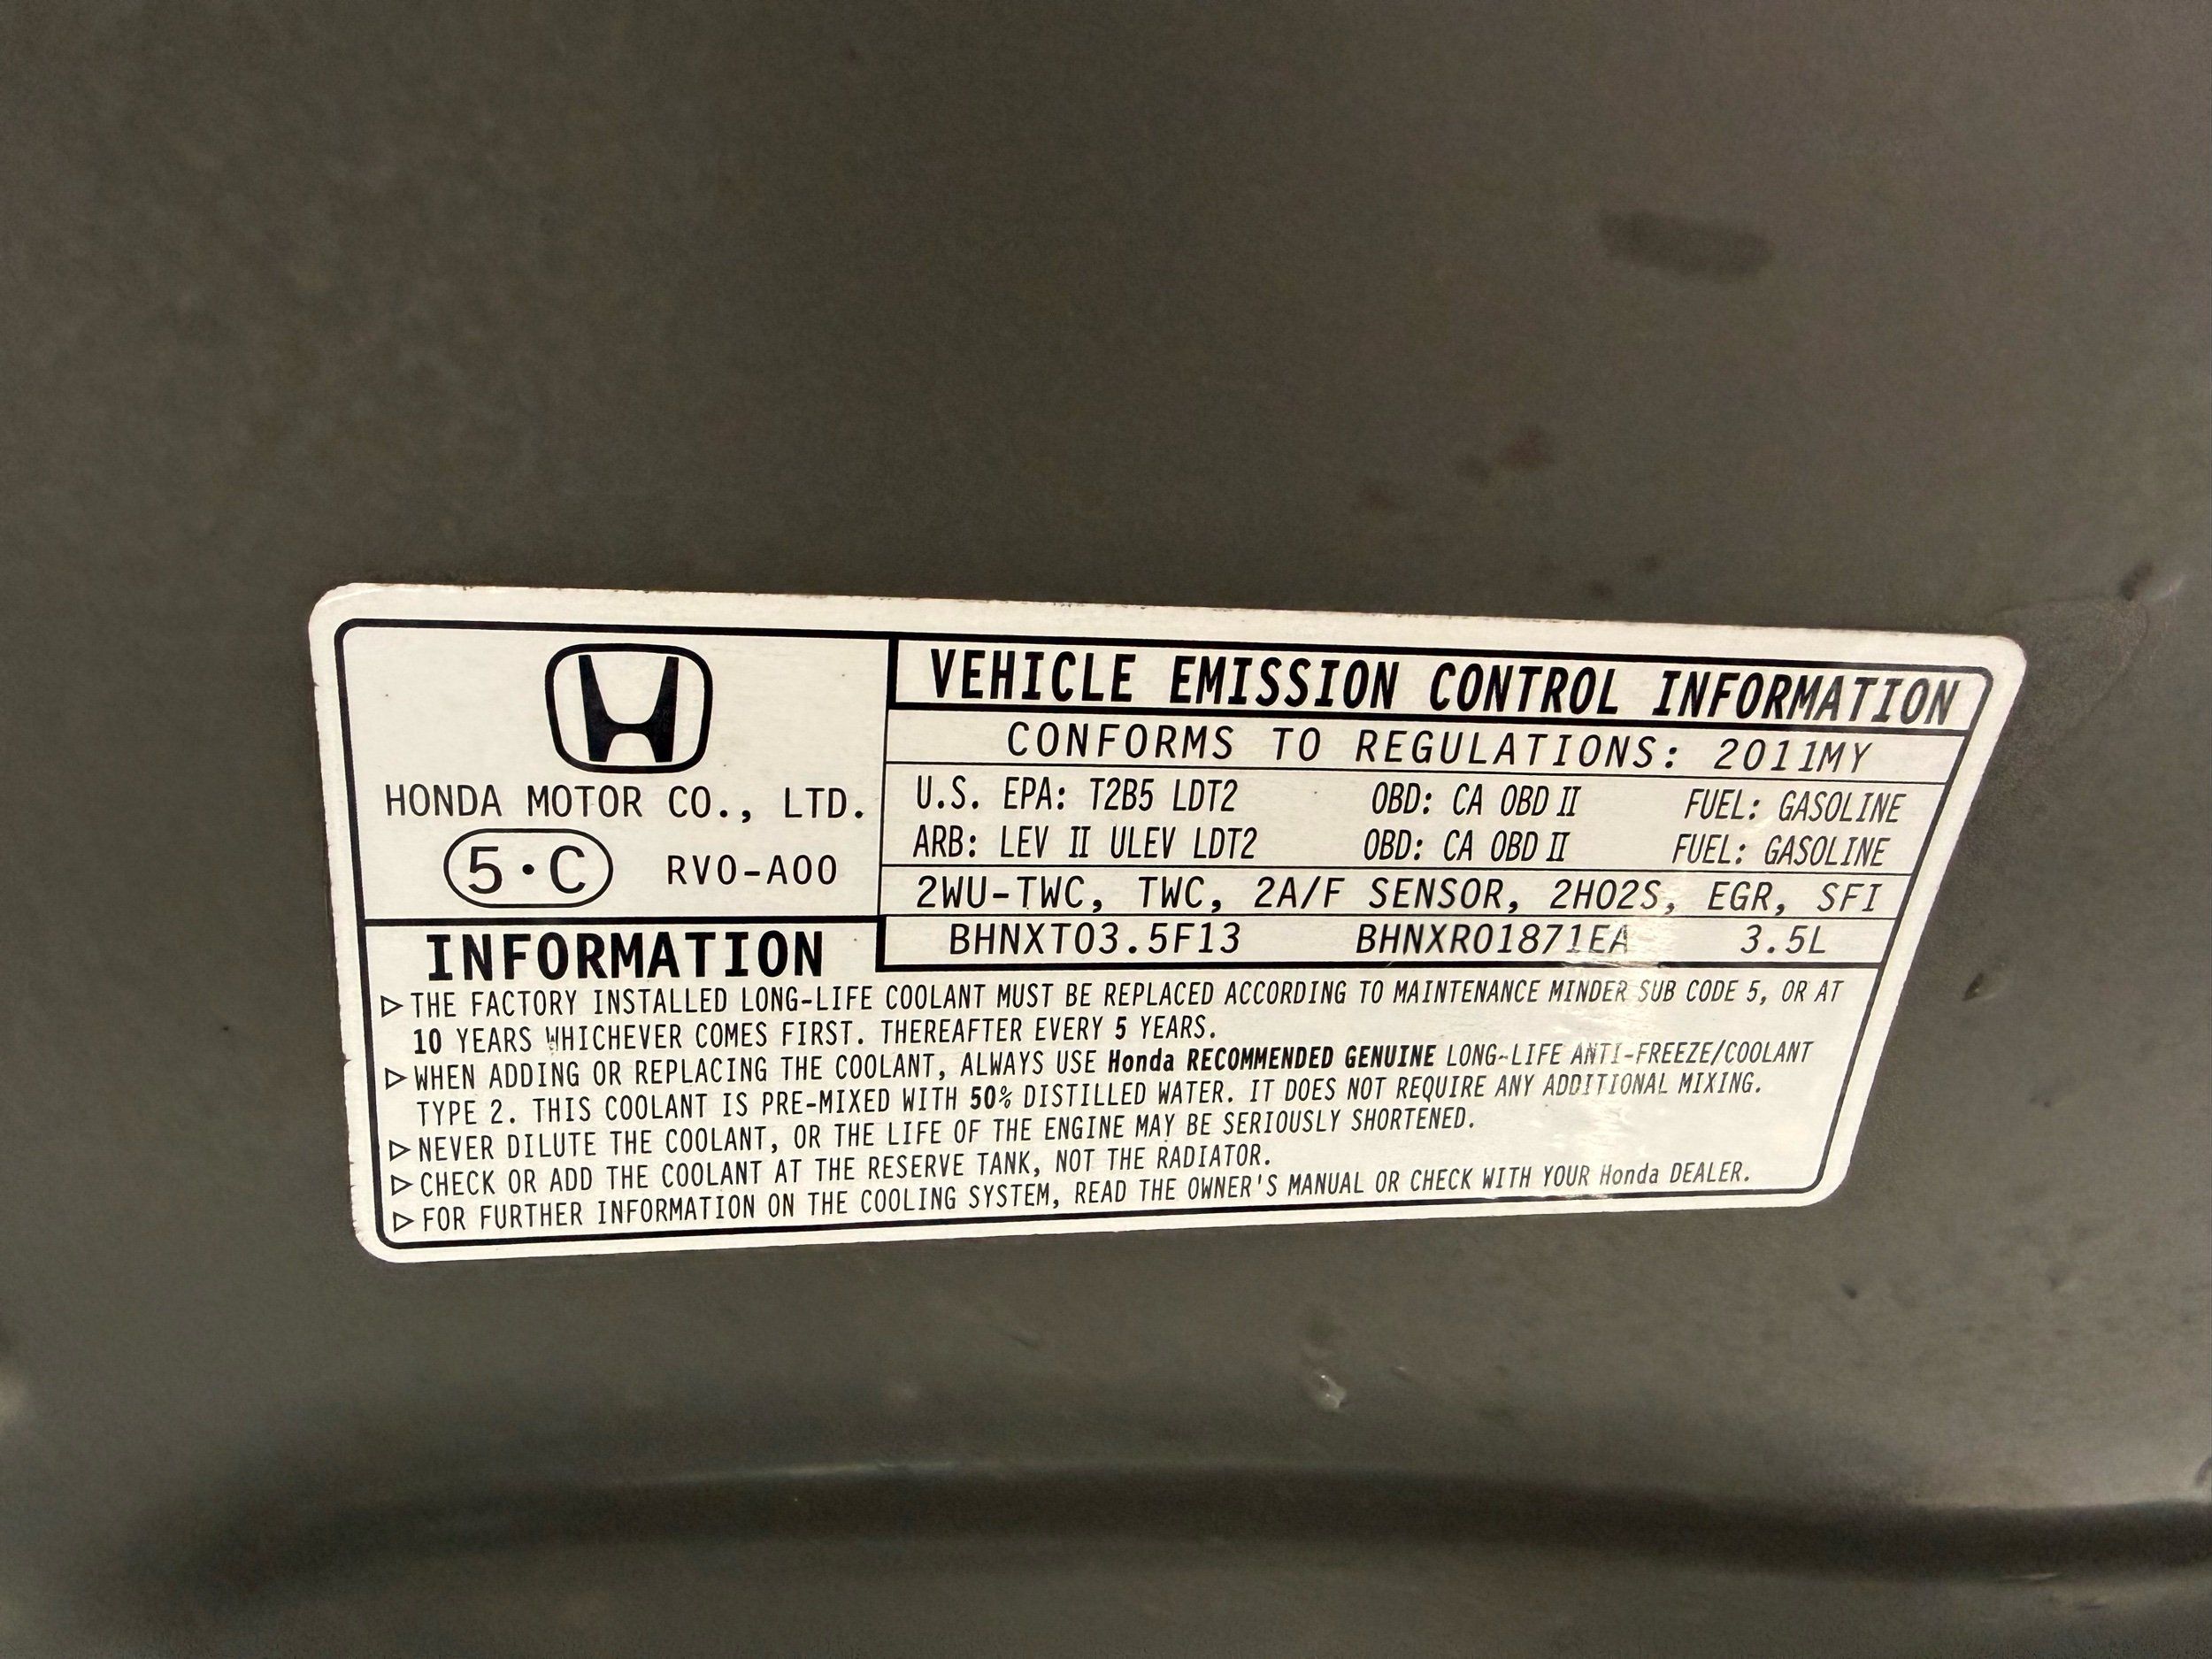 VEHICLE EMISSION CONTROL INFORMATION
CONFORMS TO REGULATIONS: 2011MY
HONDA MOTOR CO., LTD.
5·C RV0-A00
U.S. EPA: T2B5 LDT2 OBD: CA OBD II FUEL: GASOLINE
ARB: LEV II ULEV LDT2 OBD: CA OBD II FUEL: GASOLINE
2WU-TWC, TWC, 2A/F SENSOR, 2HO2S, EGR, SFI
BHNXT03.5F13 BHNXR01871EA 3.5L
INFORMATION
▷ THE FACTORY INSTALLED LONG-LIFE COOLANT MUST BE REPLACED ACCORDING TO MAINTENANCE MINDER SUB CODE 5, OR AT
10 YEARS WHICHEVER COMES FIRST. THEREAFTER EVERY 5 YEARS.
▷ WHEN ADDING OR REPLACING THE COOLANT, ALWAYS USE Honda RECOMMENDED GENUINE LONG-LIFE ANTI-FREEZE/COOLANT
TYPE 2. THIS COOLANT IS PRE-MIXED WITH 50% DISTILLED WATER. IT DOES NOT REQUIRE ANY ADDITIONAL MIXING.
▷ NEVER DILUTE THE COOLANT, OR THE LIFE OF THE ENGINE MAY BE SERIOUSLY SHORTENED.
▷ CHECK OR ADD THE COOLANT AT THE RESERVE TANK, NOT THE RADIATOR.
▷ FOR FURTHER INFORMATION ON THE COOLING SYSTEM, READ THE OWNER'S MANUAL OR CHECK WITH YOUR Honda DEALER.